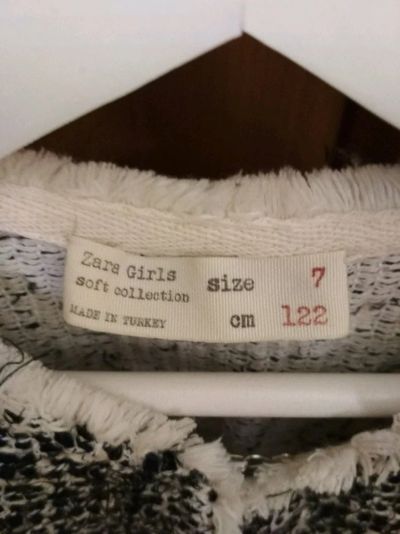 Zara Girls
soft collection
MADE IN TURKEY
size 7
cm 122